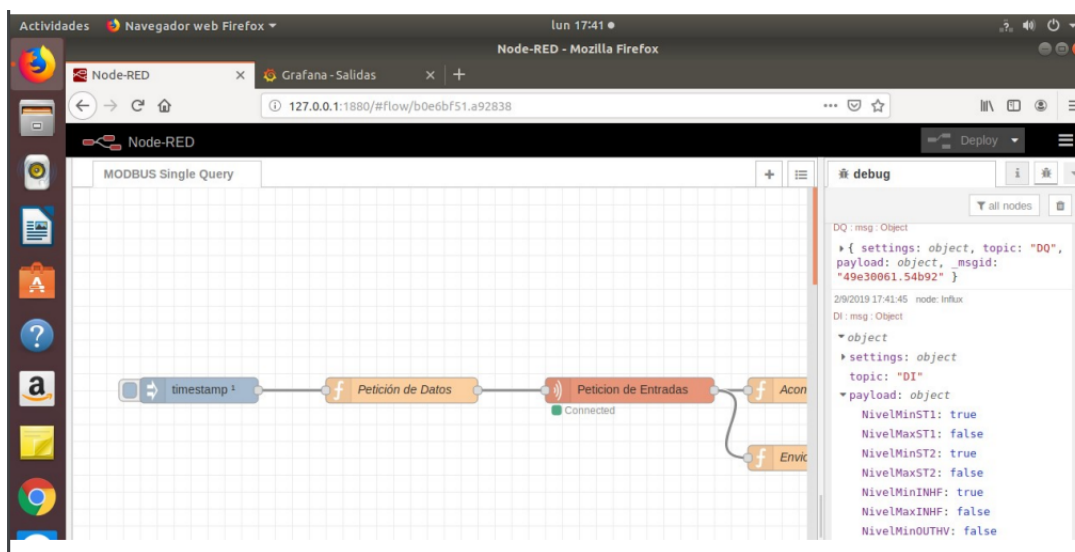 Actividades Navegador web Firefox lun 17:41
Node-RED - Mozilla Firefox
Node-RED Grafana - Salidas
127.0.0.1:1880/#flow/b0e6bf51.a92838
Node-RED Deploy
MODBUS Single Query
debug
all nodes
DQ : msg : Object
{ settings: object, topic: "DQ",
payload: object, _msgid:
"49e30061.54b92" }
2/9/2019 17:41:45 node: Influx
DI : msg : Object
object
settings: object
topic: "DI"
payload: object
NivelMinST1: true
NivelMaxST1: false
NivelMinST2: true
NivelMaxST2: false
NivelMinINHF: true
NivelMaxINHF: false
NivelMinOUTHV: false
timestamp ¹
Petición de Datos
Peticion de Entradas
Connected
Acon
Envic